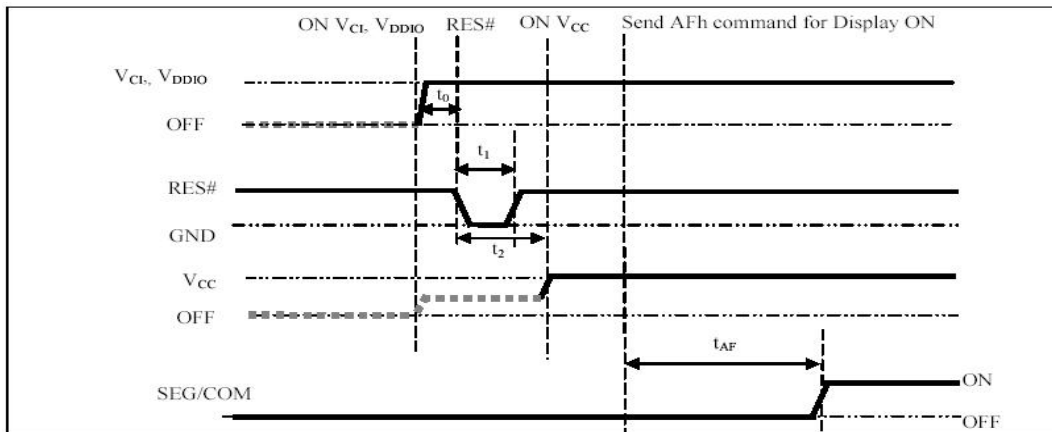 ON VCI, VDDIO RES# ON VCC Send AFh command for Display ON
VCI, VDDIO
t0
OFF
t1
RES#
GND
t2
VCC
OFF
tAF
SEG/COM
ON
OFF